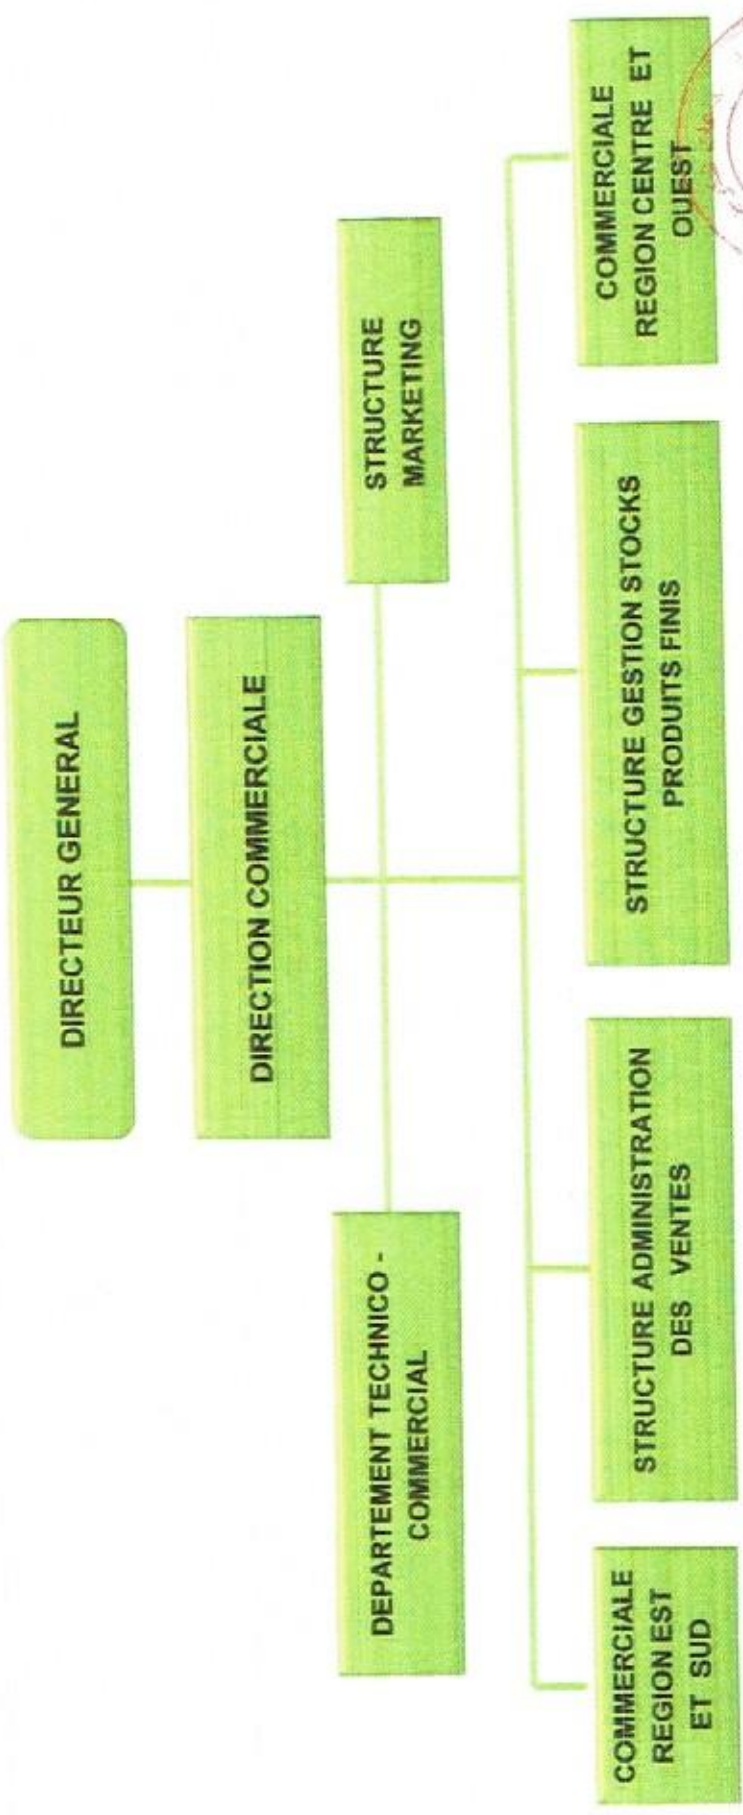 DIRECTEUR GENERAL
DIRECTION COMMERCIALE
DEPARTEMENT TECHNICO -
COMMERCIAL
STRUCTURE
MARKETING
COMMERCIALE
REGION EST
ET SUD
STRUCTURE ADMINISTRATION
DES VENTES
STRUCTURE GESTION STOCKS
PRODUITS FINIS
COMMERCIALE
REGION CENTRE ET
OUEST